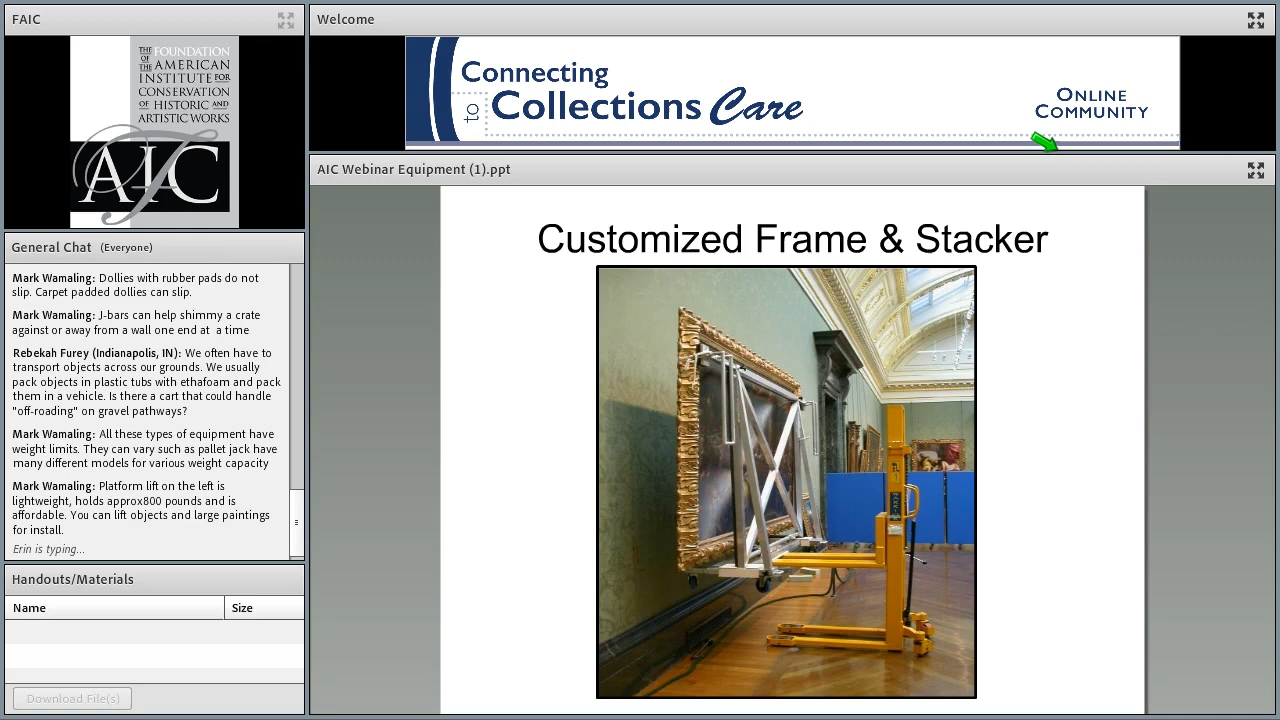 FAIC
THE FOUNDATION
OF THE AMERICAN
INSTITUTE FOR
CONSERVATION
OF HISTORIC AND
ARTISTIC WORKS
AIC
General Chat (Everyone)
Mark Wamaling: Dollies with rubber pads do not
slip. Carpet padded dollies can slip.
Mark Wamaling: J-bars can help shimmy a crate
against or away from a wall one end at a time
Rebekah Furey (Indianapolis, IN): We often have to
transport objects across our grounds. We usually
pack objects in plastic tubs with ethafoam and pack
them in a vehicle. Is there a cart that could handle
"off-roading" on gravel pathways?
Mark Wamaling: All these types of equipment have
weight limits. They can vary such as pallet jack have
many different models for various weight capacity
Mark Wamaling: Platform lift on the left is
lightweight, holds approx800 pounds and is
affordable. You can lift objects and large paintings
for install.
Erin is typing...
Handouts/Materials
Name Size
Download File(s)
Welcome
Connecting
to Collections Care
ONLINE
COMMUNITY
AIC Webinar Equipment (1).ppt
Customized Frame & Stacker